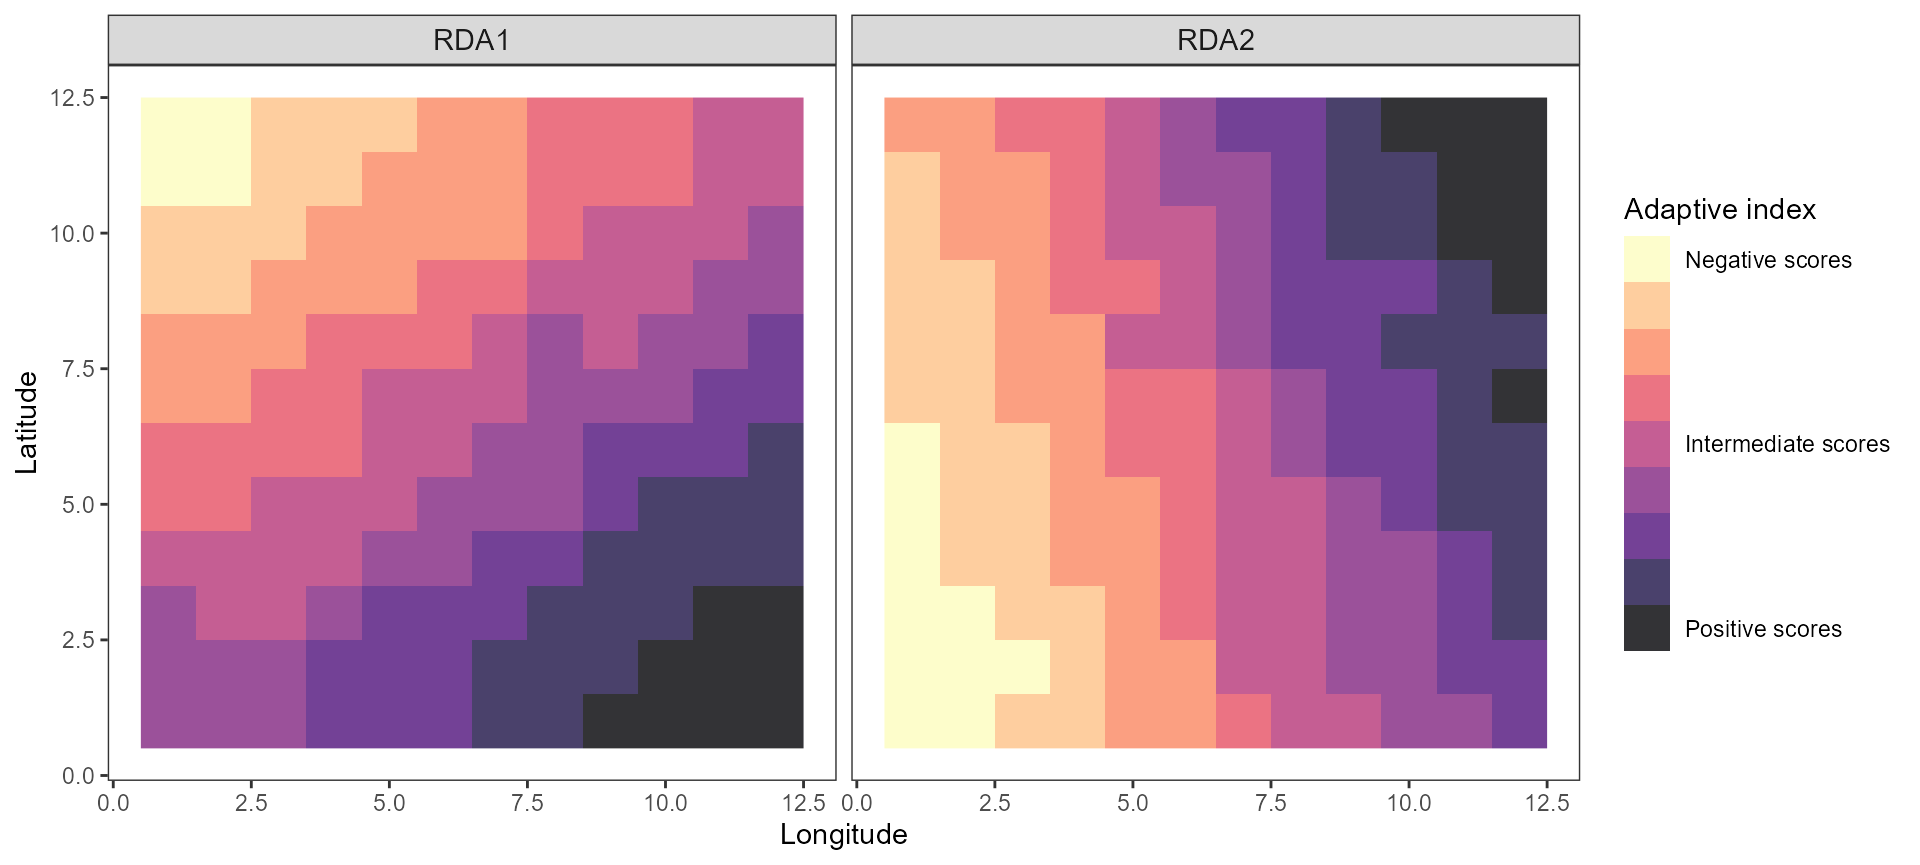 RDA1
RDA2
12.5
10.0
7.5
5.0
2.5
0.0
Latitude
0.0
2.5
5.0
7.5
10.0
12.5
0.0
2.5
5.0
7.5
10.0
12.5
Longitude
Adaptive index
Negative scores
Intermediate scores
Positive scores